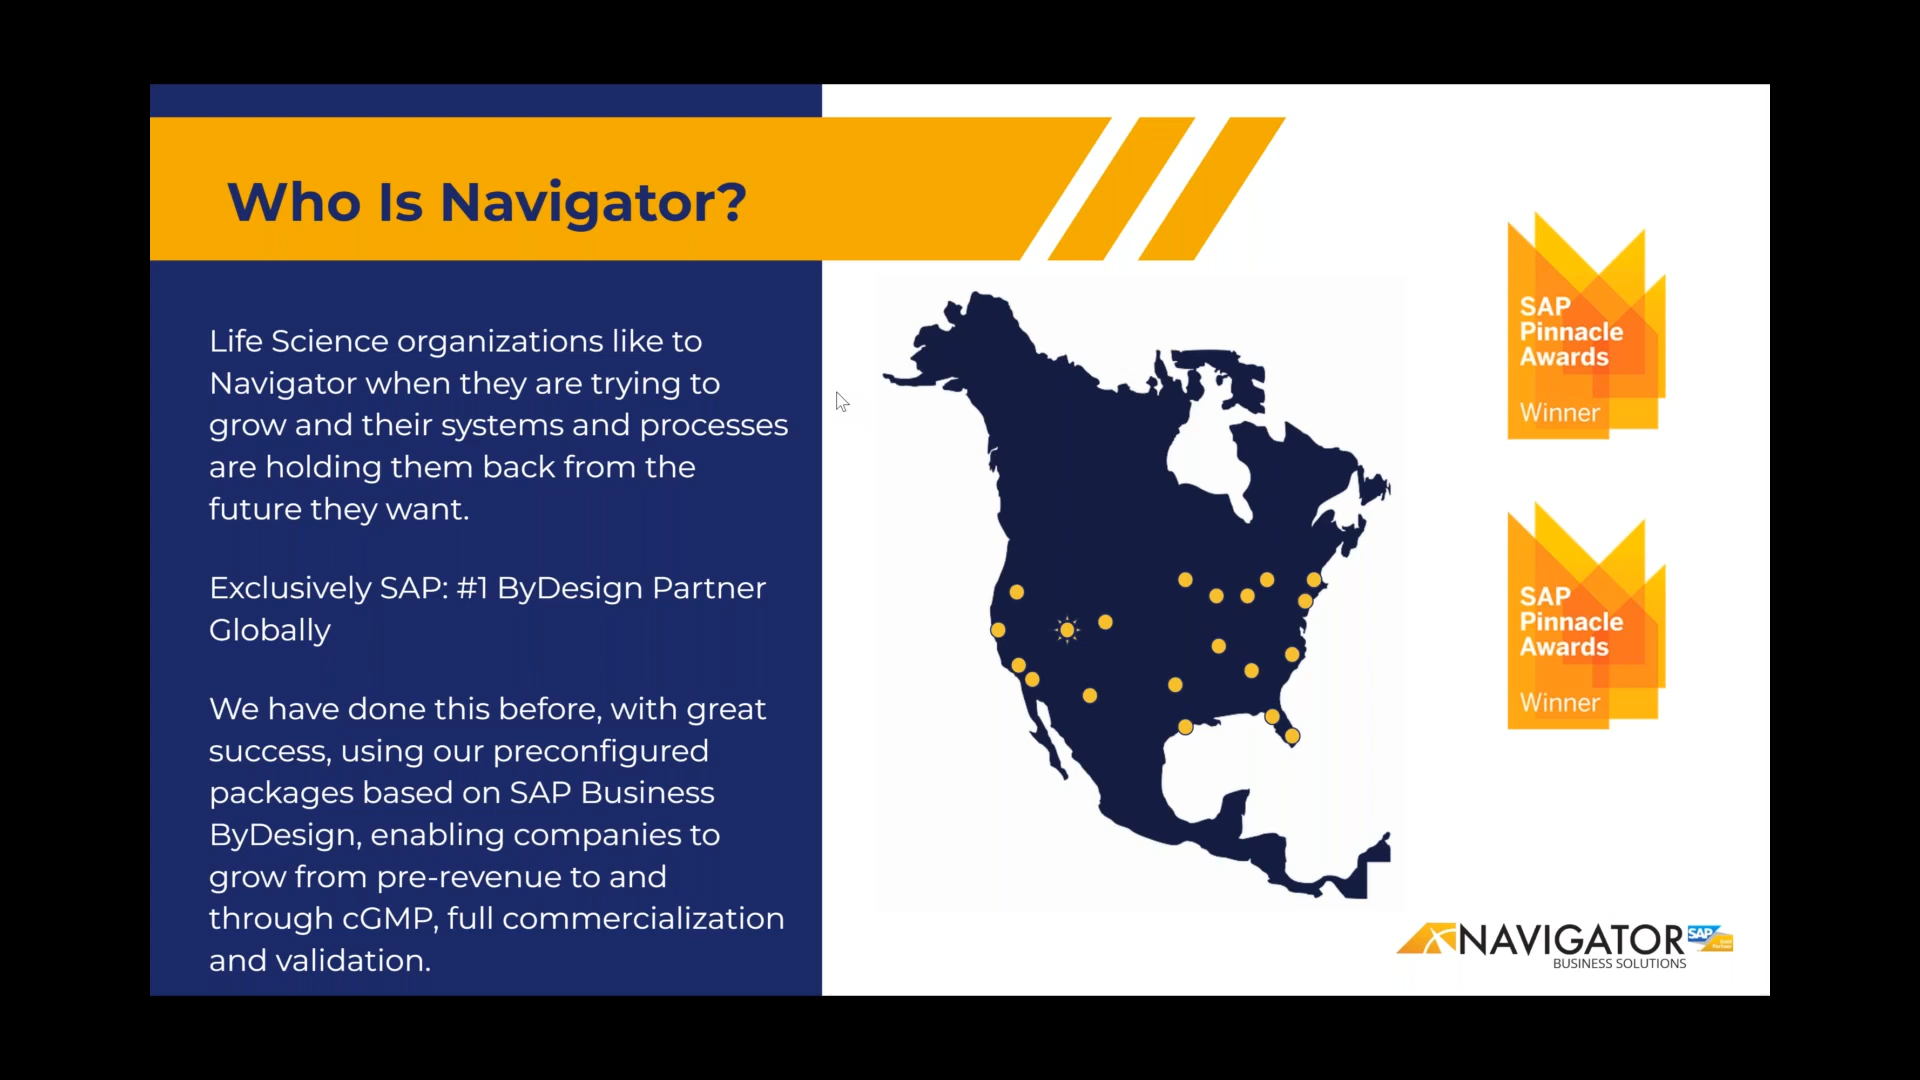 Who Is Navigator?
Life Science organizations like to
Navigator when they are trying to
grow and their systems and processes
are holding them back from the
future they want.
Exclusively SAP: #1 ByDesign Partner
Globally
We have done this before, with great
success, using our preconfigured
packages based on SAP Business
ByDesign, enabling companies to
grow from pre-revenue to and
through cGMP, full commercialization
and validation.
SAP
Pinnacle
Awards
Winner
SAP
Pinnacle
Awards
Winner
NAVIGATOR
BUSINESS SOLUTIONS
SAP